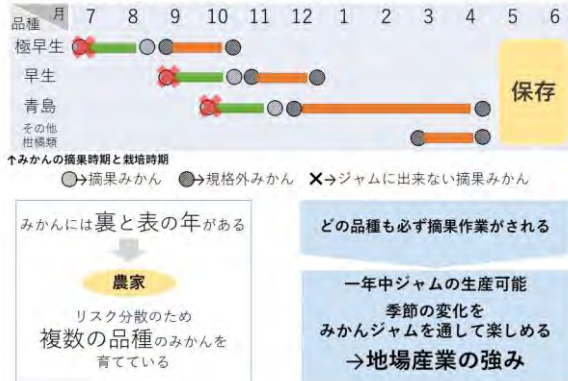 月
品種
7 8 9 10 11 12 1 2 3 4 5 6
極早生
早生
青島
その他
柑橘類
保存
↑みかんの摘果時期と栽培時期
→摘果みかん →規格外みかん ✕→ジャムに出来ない摘果みかん
みかんには裏と表の年がある
農家
リスク分散のため
複数の品種のみかんを
育てている
どの品種も必ず摘果作業がされる
一年中ジャムの生産可能
季節の変化を
みかんジャムを通して楽しめる
→地場産業の強み